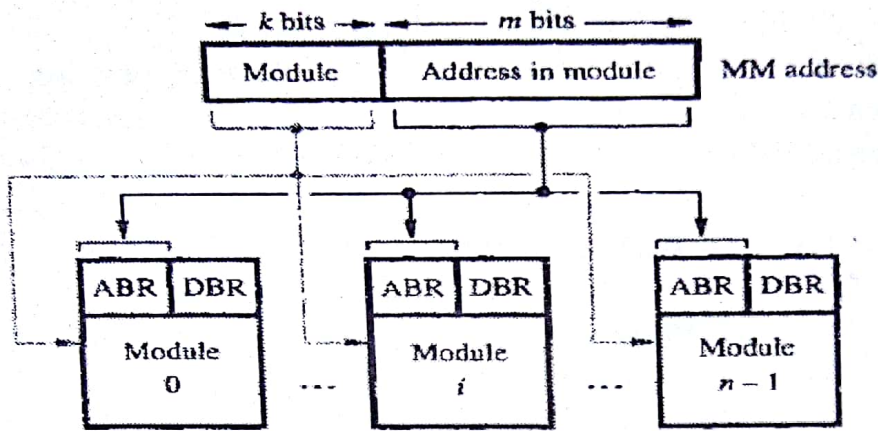 k bits m bits
Module Address in module MM address
ABR DBR ABR DBR ABR DBR
Module Module Module
0 ... i ... n - 1